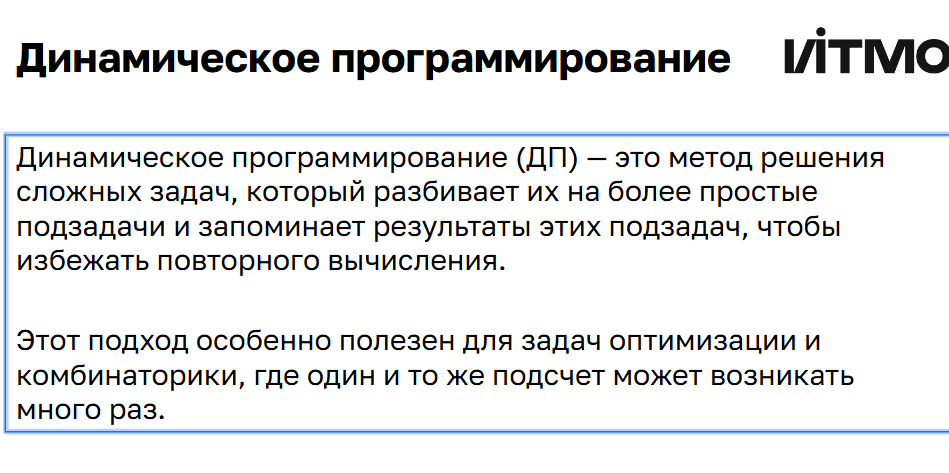 Динамическое программирование
ИТМО
Динамическое программирование (ДП) — это метод решения
сложных задач, который разбивает их на более простые
подзадачи и запоминает результаты этих подзадач, чтобы
избежать повторного вычисления.
Этот подход особенно полезен для задач оптимизации и
комбинаторики, где один и то же подсчет может возникать
много раз.